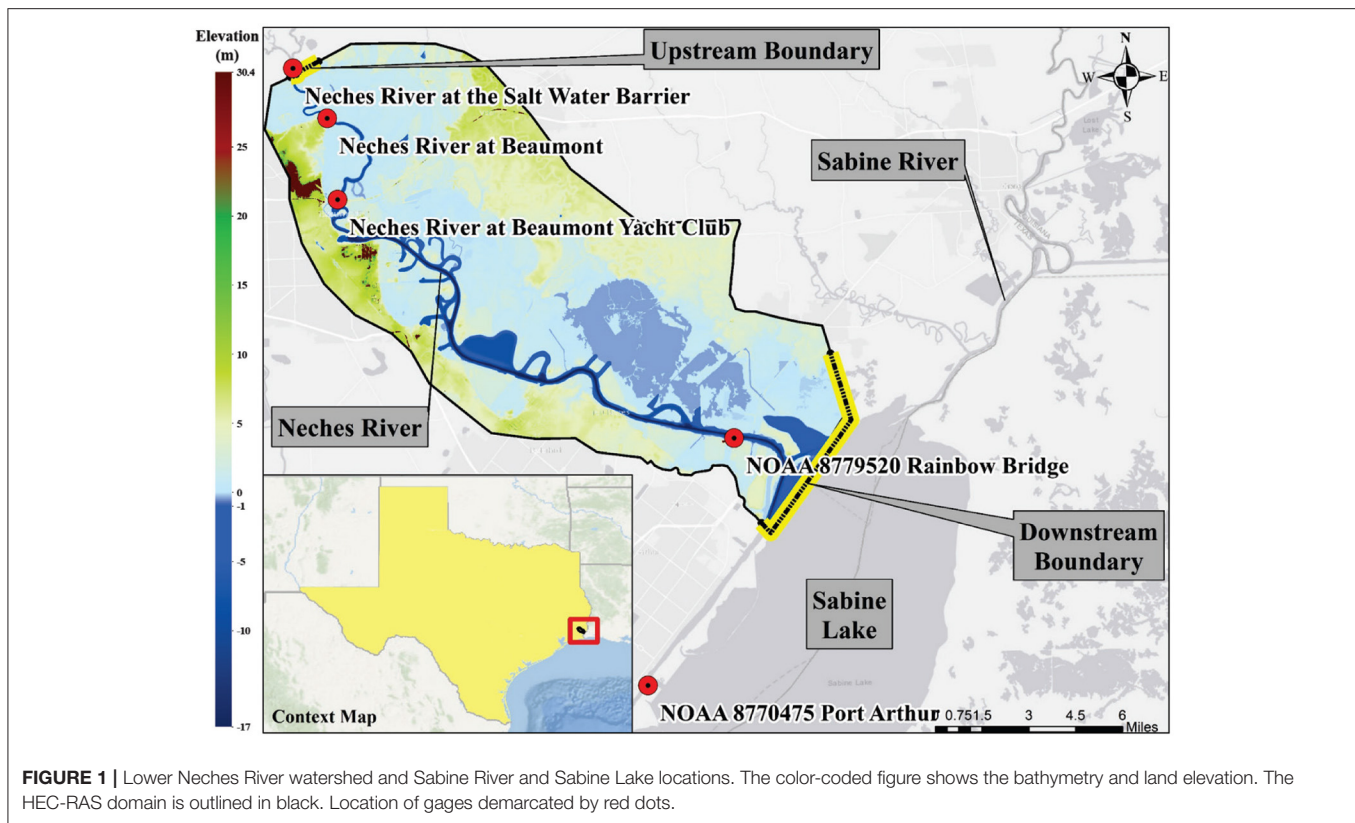 Elevation
(m)
30.4
25
20
15
10
5
0
-1
-5
-10
-17
Upstream Boundary
N
W
E
S
Neches River at the Salt Water Barrier
Neches River at Beaumont
Sabine River
Neches River at Beaumont Yacht Club
Neches River
NOAA 8779520 Rainbow Bridge
Downstream
Boundary
Sabine
Lake
Sabine Lake
NOAA 8770475 Port Arthur
0.75 1.5 3 4.5 6
Miles
Context Map
FIGURE 1 | Lower Neches River watershed and Sabine River and Sabine Lake locations. The color-coded figure shows the bathymetry and land elevation. The
HEC-RAS domain is outlined in black. Location of gages demarcated by red dots.